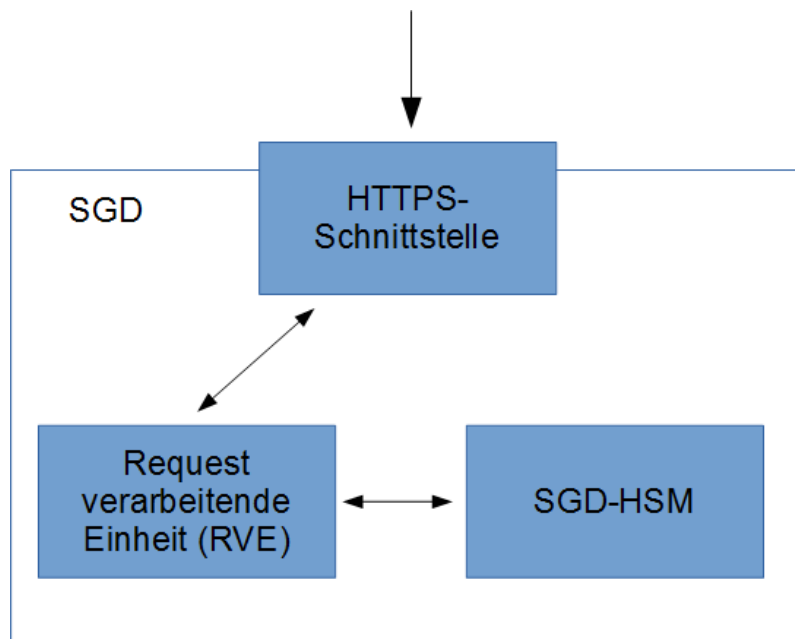 SGD
HTTPS-
Schnittstelle
Request
verarbeitende
Einheit (RVE)
SGD-HSM